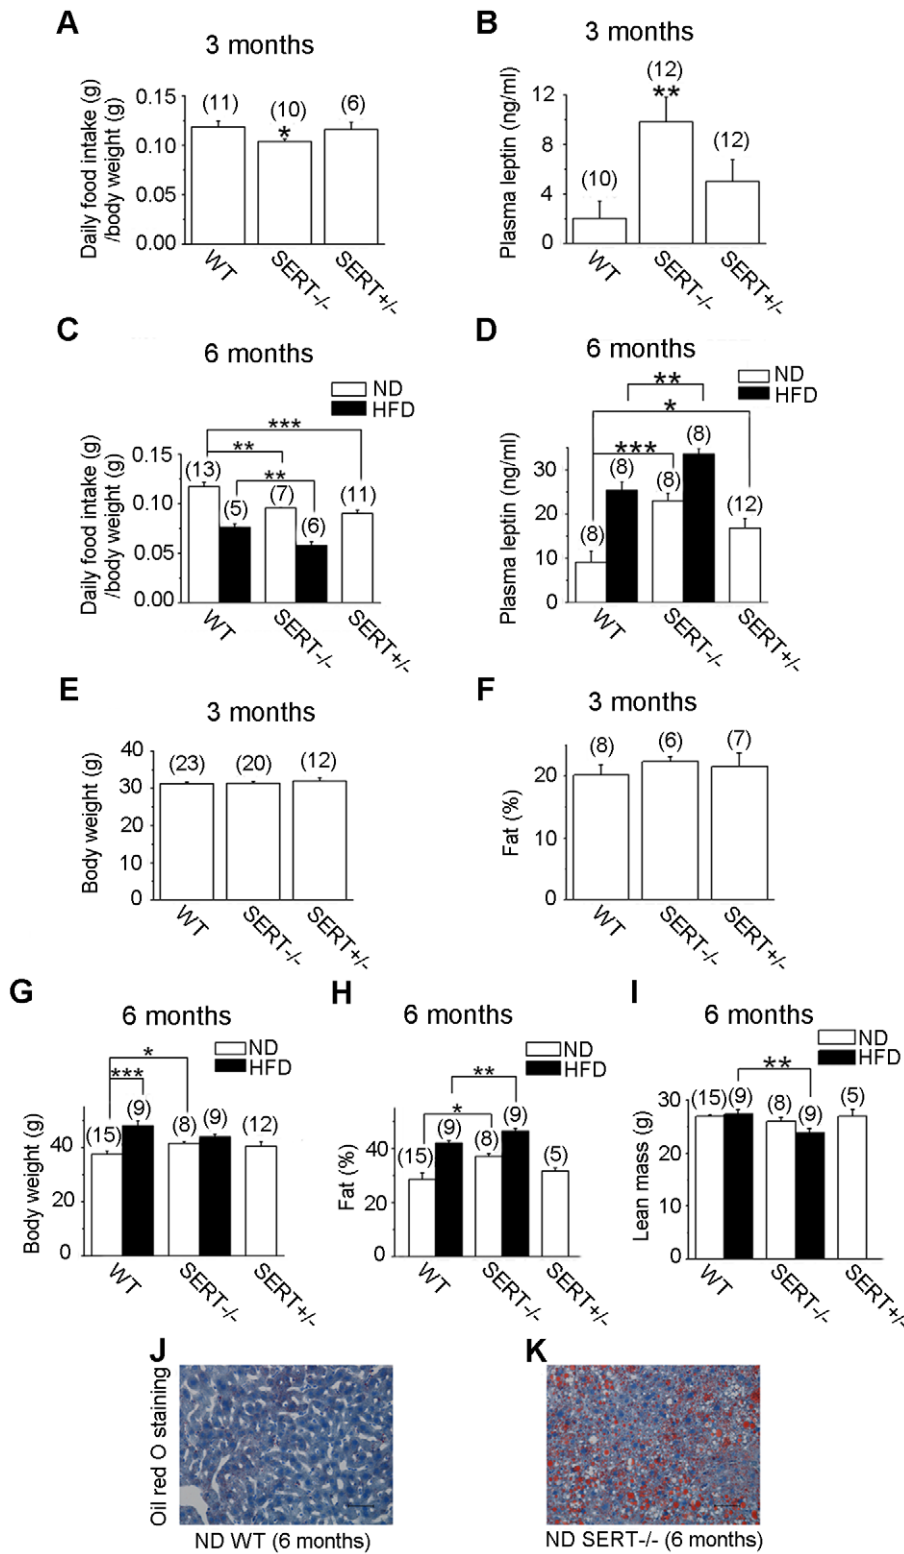 A
3 months
Daily food intake (g)
/body weight (g)
0.15
0.10
0.05
0.00
(11)
(10)
(6)
*
WT
SERT-/-
SERT+/-
B
3 months
Plasma leptin (ng/ml)
12
8
4
0
(10)
(12)
**
(12)
WT
SERT-/-
SERT+/-
C
6 months
ND
HFD
***
**
**
Daily food intake (g)
/body weight (g)
0.15
0.10
0.05
0.00
(13)
(5)
(7)
(6)
(11)
WT
SERT-/-
SERT+/-
D
6 months
ND
HFD
**
*
***
Plasma leptin (ng/ml)
30
20
10
0
(8)
(8)
(8)
(8)
(12)
WT
SERT-/-
SERT+/-
E
3 months
Body weight (g)
40
30
20
10
0
(23)
(20)
(12)
WT
SERT-/-
SERT+/-
F
3 months
Fat (%)
20
10
0
(8)
(6)
(7)
WT
SERT-/-
SERT+/-
G
6 months
ND
HFD
*
***
Body weight (g)
40
20
0
(15)
(9)
(8)
(9)
(12)
WT
SERT-/-
SERT+/-
H
6 months
ND
HFD
**
*
Fat (%)
40
20
0
(15)
(9)
(8)
(9)
(5)
WT
SERT-/-
SERT+/-
I
6 months
ND
HFD
**
Lean mass (g)
30
20
10
0
(15)
(9)
(8)
(9)
(5)
WT
SERT-/-
SERT+/-
J
Oil red O staining
ND WT (6 months)
K
ND SERT-/- (6 months)